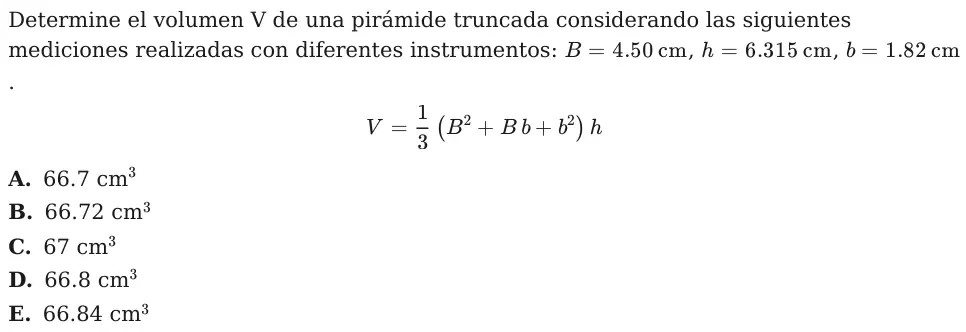 Determine el volumen V de una pirámide truncada considerando las siguientes
mediciones realizadas con diferentes instrumentos: B = 4.50 cm, h = 6.315 cm, b = 1.82 cm
.
V = 1/3 (B² + B b + b²) h
A. 66.7 cm³
B. 66.72 cm³
C. 67 cm³
D. 66.8 cm³
E. 66.84 cm³